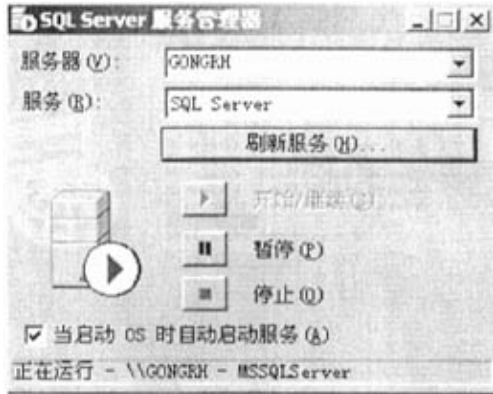 SQL Server 服务管理器
服务器(V):
GONGRH
服务(R):
SQL Server
刷新服务(H)...
开始/继续(C)
暂停(P)
停止(O)
当启动 OS 时自动启动服务(A)
正在运行 - \\GONGRH - MSSQLServer